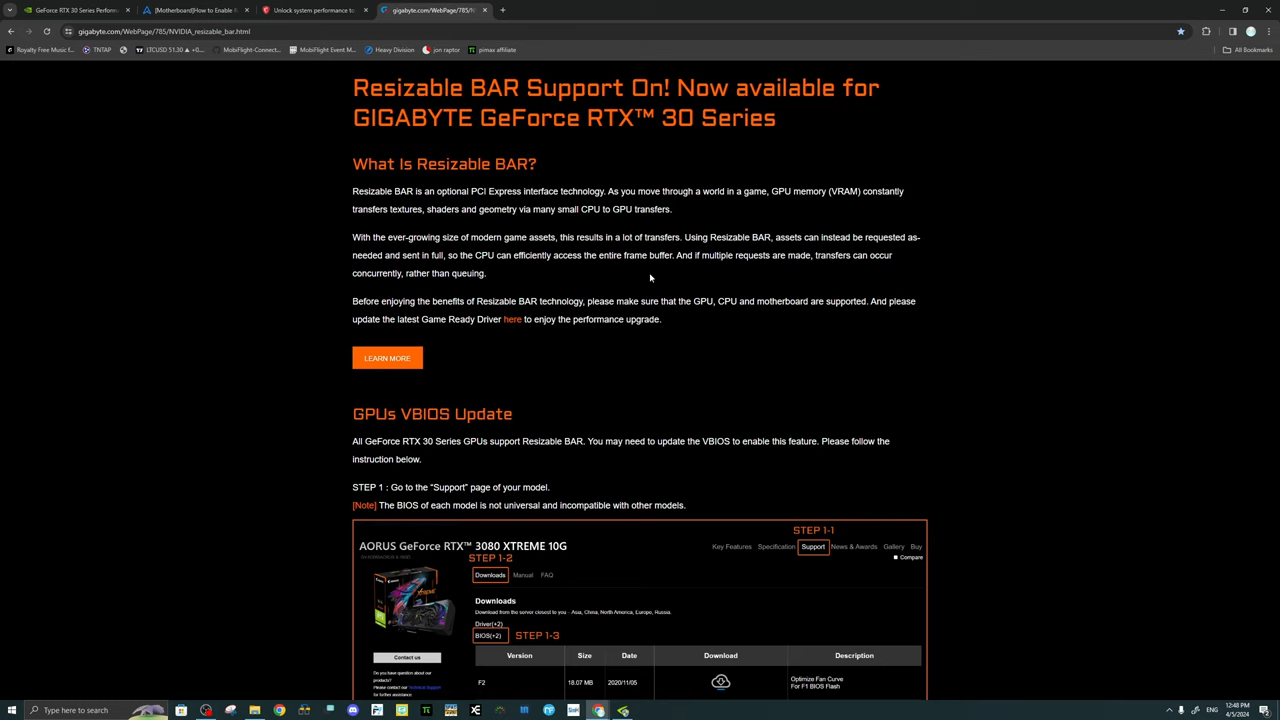 GeForce RTX 30 Series Perform
[Motherboard]How to Enable R
Unlock system performance to
gigabyte.com/WebPage/785/N
gigabyte.com/WebPage/785/NVIDIA_resizable_bar.html
Royalty Free Music f...
TNTAP
LTCUSD 51.30 ▲ +0....
MobiFlight-Connect...
MobiFlight Event M...
Heavy Division
jon raptor
pimax affiliate
All Bookmarks
Resizable BAR Support On! Now available for
GIGABYTE GeForce RTX™ 30 Series
What Is Resizable BAR?
Resizable BAR is an optional PCI Express interface technology. As you move through a world in a game, GPU memory (VRAM) constantly
transfers textures, shaders and geometry via many small CPU to GPU transfers.
With the ever-growing size of modern game assets, this results in a lot of transfers. Using Resizable BAR, assets can instead be requested as-
needed and sent in full, so the CPU can efficiently access the entire frame buffer. And if multiple requests are made, transfers can occur
concurrently, rather than queuing.
Before enjoying the benefits of Resizable BAR technology, please make sure that the GPU, CPU and motherboard are supported. And please
update the latest Game Ready Driver here to enjoy the performance upgrade.
LEARN MORE
GPUs VBIOS Update
All GeForce RTX 30 Series GPUs support Resizable BAR. You may need to update the VBIOS to enable this feature. Please follow the
instruction below.
STEP 1 : Go to the “Support” page of your model.
[Note] The BIOS of each model is not universal and incompatible with other models.
STEP 1-1
AORUS GeForce RTX™ 3080 XTREME 10G
Key Features Specification Support News & Awards Gallery Buy
Compare
STEP 1-2
Downloads Manual FAQ
Downloads
Download from the server closest to you - Asia, China, North America, Europe, Russia.
Driver(+2)
BIOS(+2) STEP 1-3
Version Size Date Download Description
F2 18.07 MB 2020/11/05 Optimize Fan Curve
For F1 BIOS Flash
Contact us
Do you have question about our
products?
Please contact our Technical Support
for further assistance.
Type here to search
ENG
12:48 PM
4/5/2024